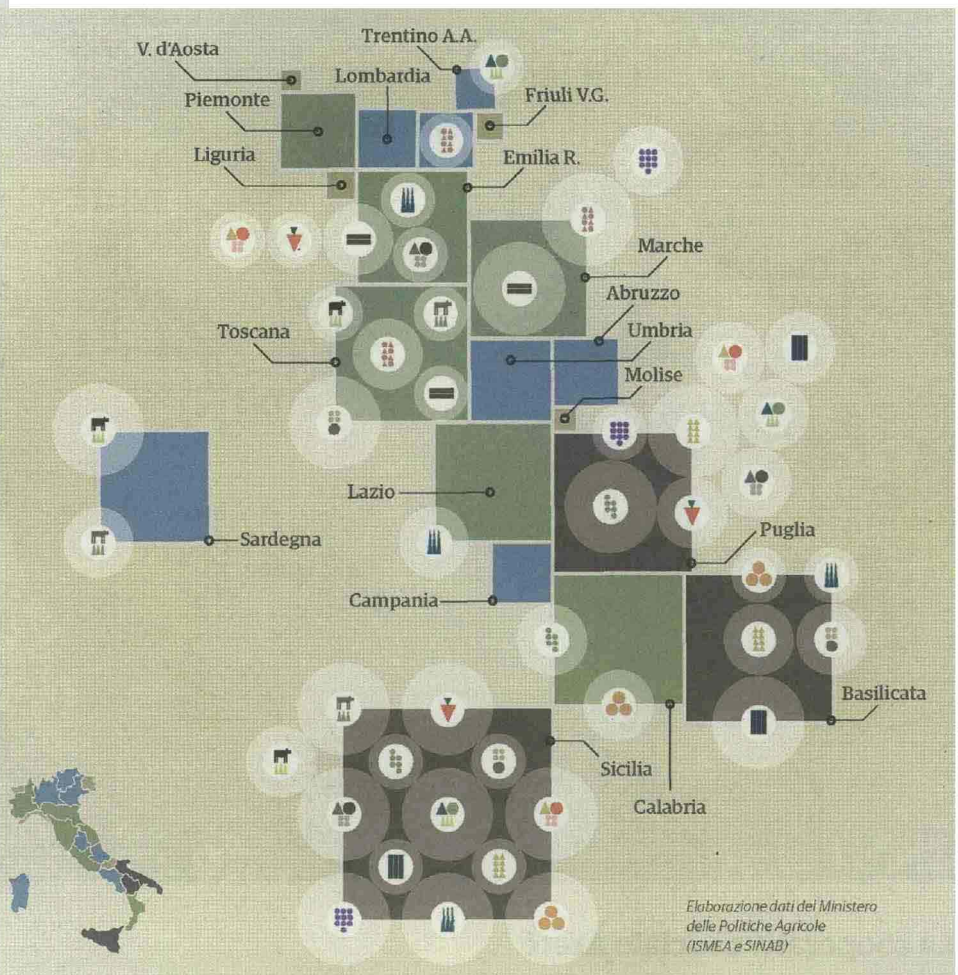 Trentino A.A.
V. d'Aosta
Lombardia
Piemonte
Friuli V.G.
Liguria
Emilia R.
Marche
Abruzzo
Toscana
Umbria
Molise
Lazio
Puglia
Sardegna
Campania
Basilicata
Sicilia
Calabria
Elaborazione dati del Ministero
delle Politiche Agricole
(ISMEA e SINAB)